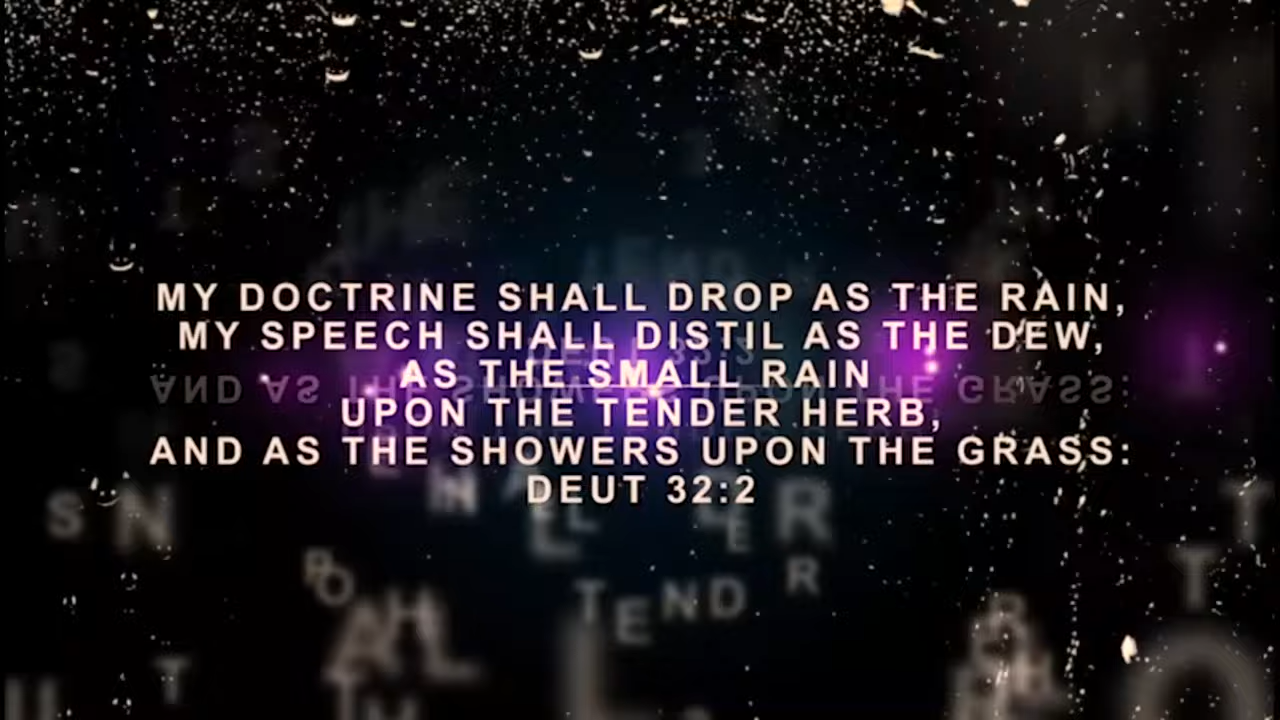 MY DOCTRINE SHALL DROP AS THE RAIN,
MY SPEECH SHALL DISTIL AS THE DEW,
AS THE SMALL RAIN
UPON THE TENDER HERB,
AND AS THE SHOWERS UPON THE GRASS:
DEUT 32:2